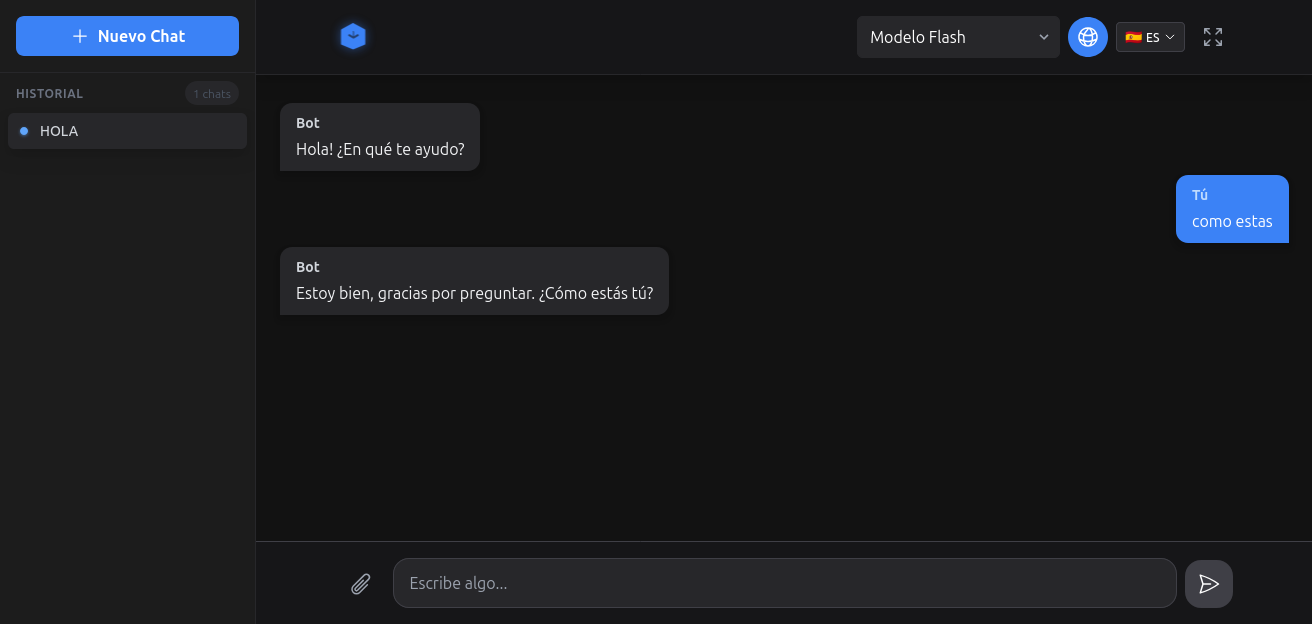 Nuevo Chat
HISTORIAL
1 chats
HOLA
Modelo Flash
ES
Bot
Hola! ¿En qué te ayudo?
Tú
como estas
Bot
Estoy bien, gracias por preguntar. ¿Cómo estás tú?
Escribe algo...